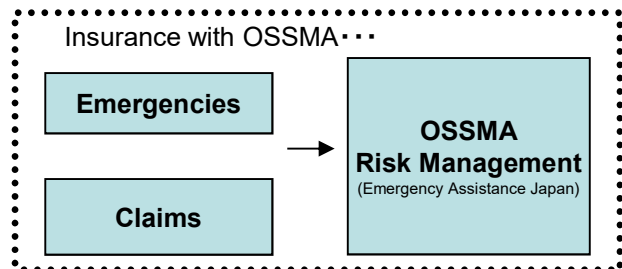 Insurance with OSSMA･･･
Emergencies
OSSMA
Risk Management
(Emergency Assistance Japan)
Claims